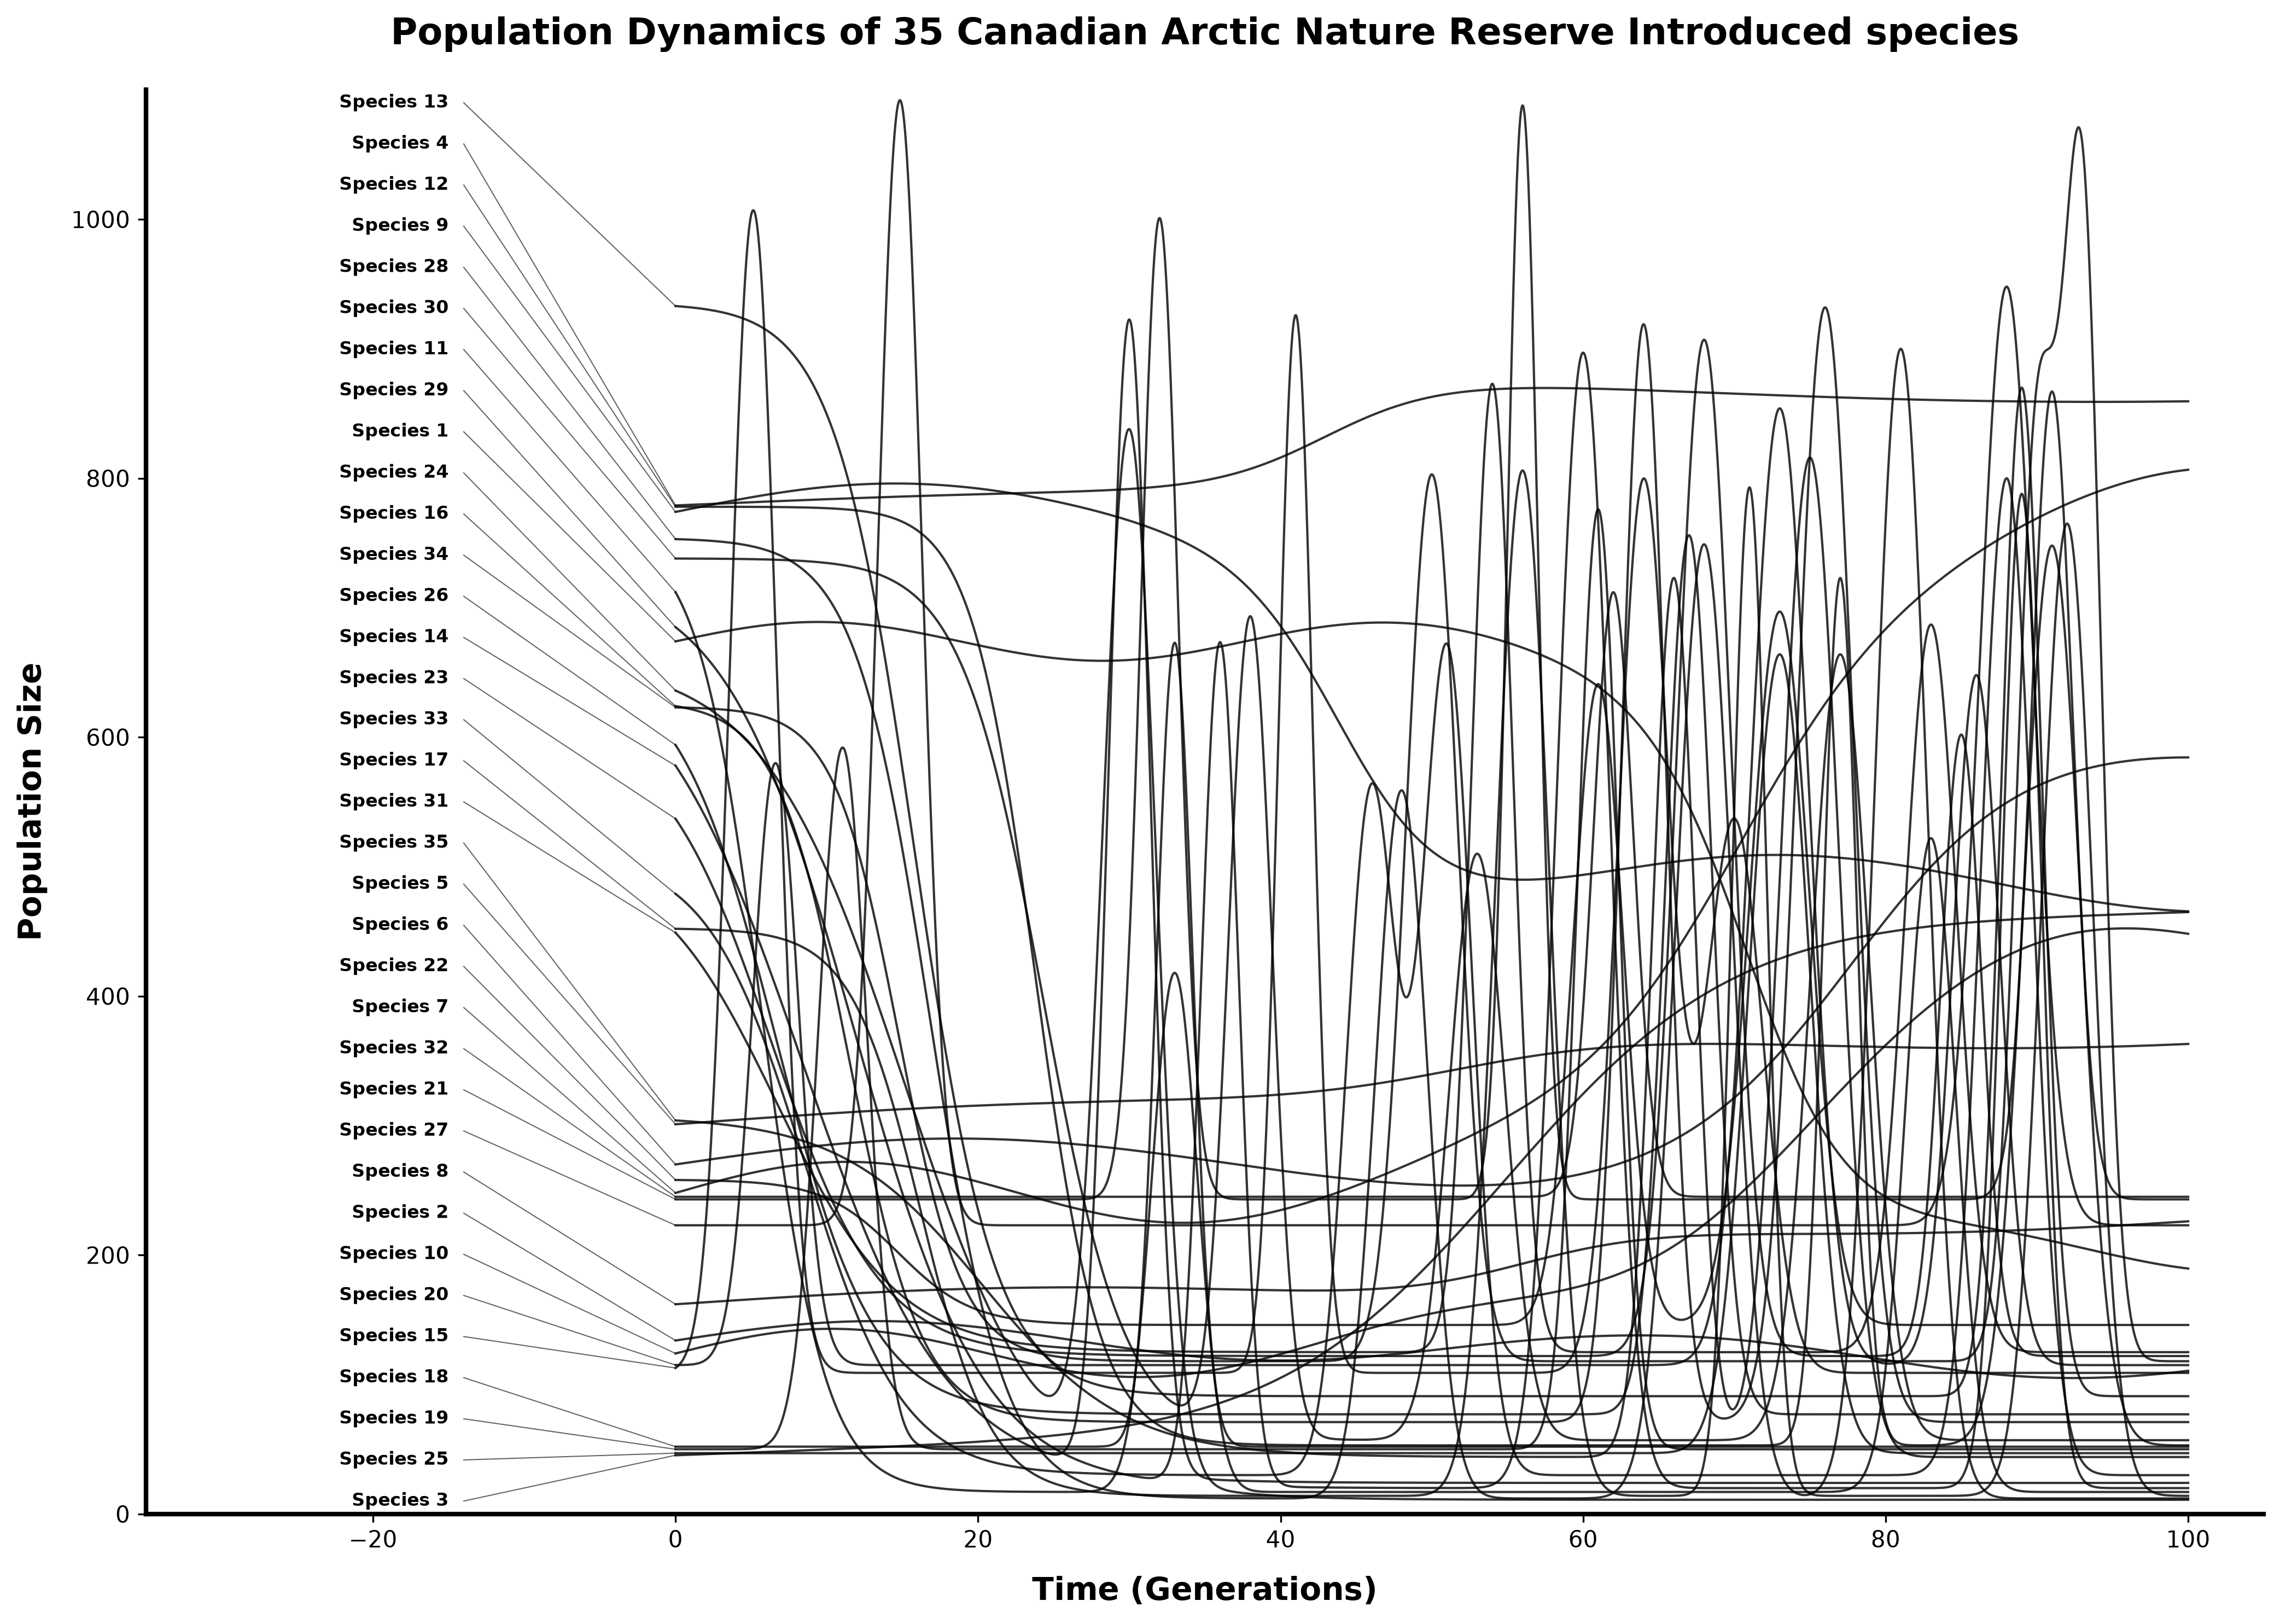 Population Dynamics of 35 Canadian Arctic Nature Reserve Introduced species
Species 13
Species 4
Species 12
Species 9
Species 28
Species 30
Species 11
Species 29
Species 1
Species 24
Species 16
Species 34
Species 26
Species 14
Species 23
Species 33
Species 17
Species 31
Species 35
Species 5
Species 6
Species 22
Species 7
Species 32
Species 21
Species 27
Species 8
Species 2
Species 10
Species 20
Species 15
Species 18
Species 19
Species 25
Species 3
1000
800
600
400
200
0
Population Size
−20 0 20 40 60 80 100
Time (Generations)